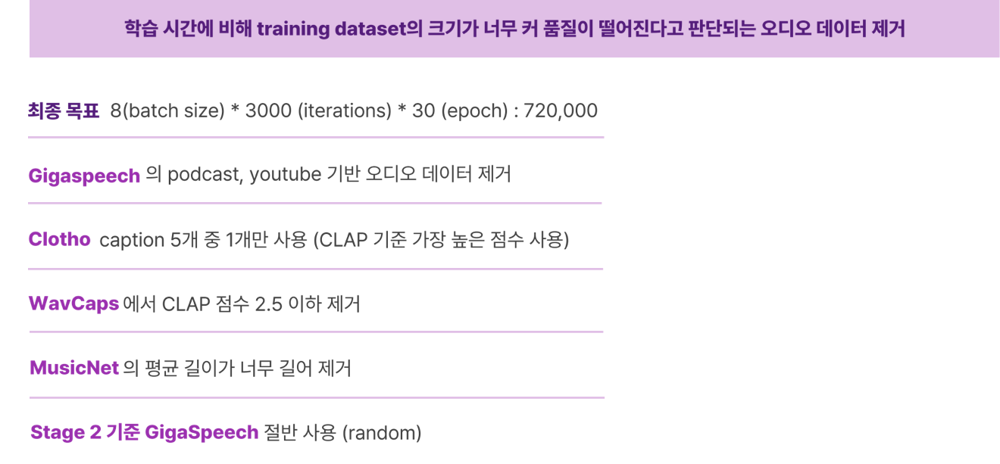 학습 시간에 비해 training dataset의 크기가 너무 커 품질이 떨어진다고 판단되는 오디오 데이터 제거
최종 목표 8(batch size) * 3000 (iterations) * 30 (epoch) : 720,000
Gigaspeech 의 podcast, youtube 기반 오디오 데이터 제거
Clotho caption 5개 중 1개만 사용 (CLAP 기준 가장 높은 점수 사용)
WavCaps 에서 CLAP 점수 2.5 이하 제거
MusicNet 의 평균 길이가 너무 길어 제거
Stage 2 기준 GigaSpeech 절반 사용 (random)